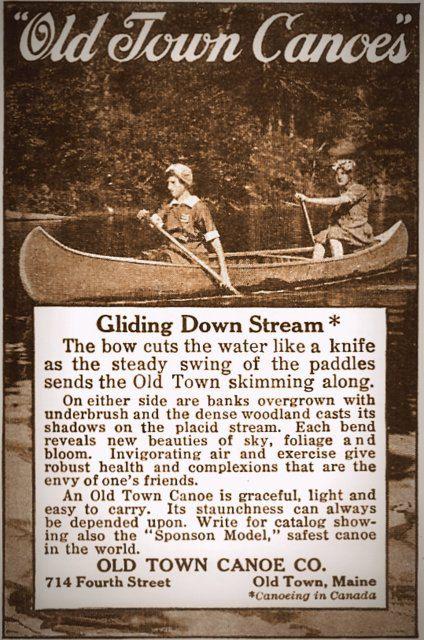 "Old Town Canoes"
Gliding Down Stream*
The bow cuts the water like a knife
as the steady swing of the paddles
sends the Old Town skimming along.
On either side are banks overgrown with
underbrush and the dense woodland casts its
shadows on the placid stream. Each bend
reveals new beauties of sky, foliage and
bloom. Invigorating air and exercise give
robust health and complexions that are the
envy of one's friends.
An Old Town Canoe is graceful, light and
easy to carry. Its staunchness can always
be depended upon. Write for catalog show-
ing also the "Sponson Model," safest canoe
in the world.
OLD TOWN CANOE CO.
714 Fourth Street Old Town, Maine
*Canoeing in Canada